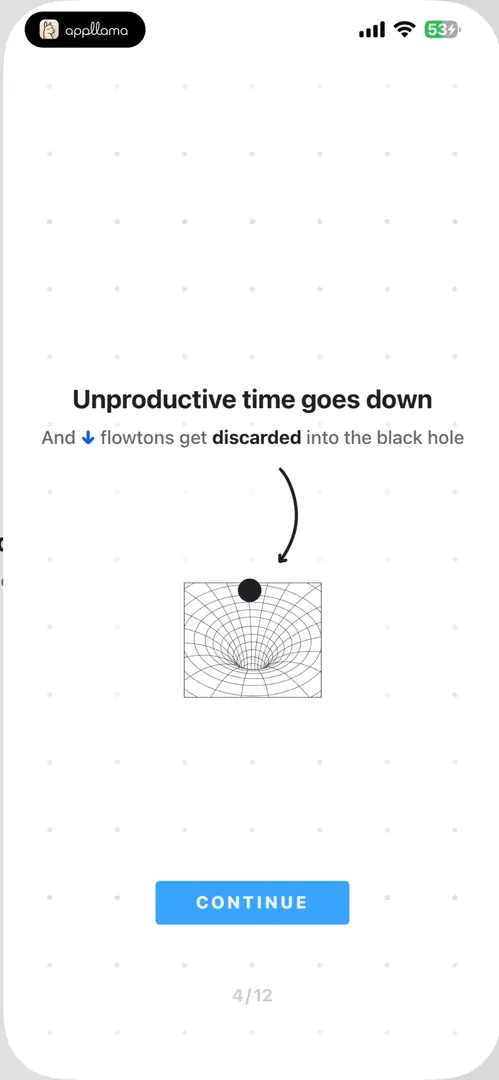 appllama
53
Unproductive time goes down
And ↓ flowtons get discarded into the black hole
CONTINUE
4/12